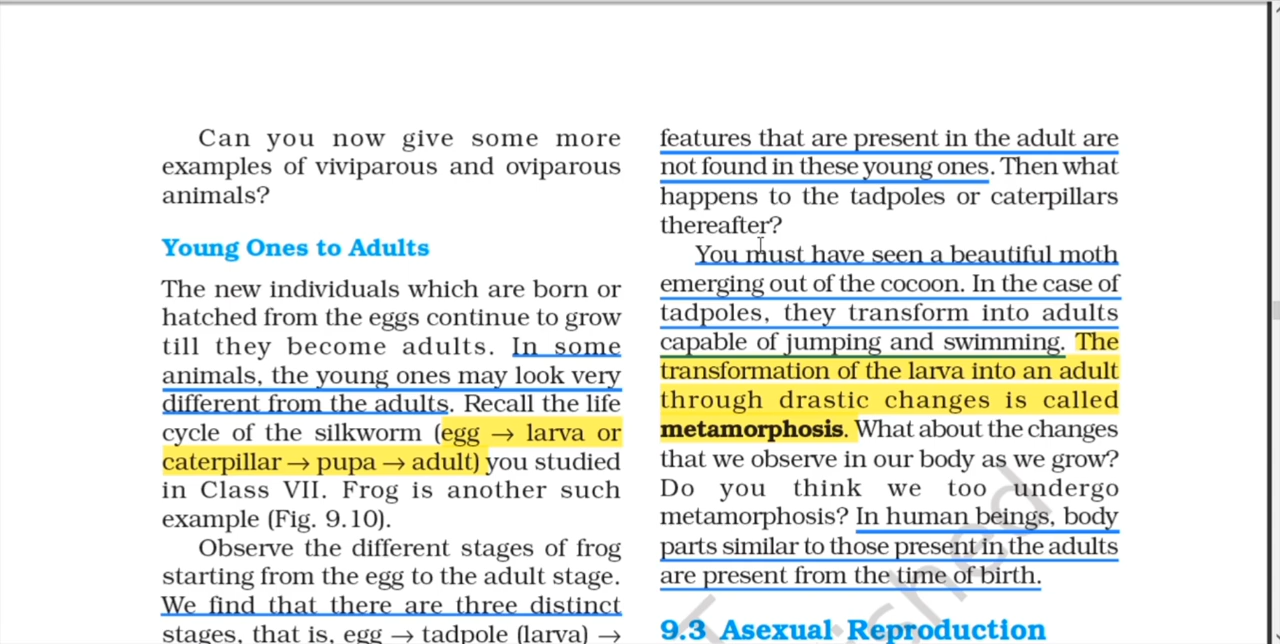 Can you now give some more
examples of viviparous and oviparous
animals?
Young Ones to Adults
The new individuals which are born or
hatched from the eggs continue to grow
till they become adults. In some
animals, the young ones may look very
different from the adults. Recall the life
cycle of the silkworm (egg → larva or
caterpillar → pupa → adult) you studied
in Class VII. Frog is another such
example (Fig. 9.10).
Observe the different stages of frog
starting from the egg to the adult stage.
We find that there are three distinct
stages, that is, egg → tadpole (larva) →
features that are present in the adult are
not found in these young ones. Then what
happens to the tadpoles or caterpillars
thereafter?
You must have seen a beautiful moth
emerging out of the cocoon. In the case of
tadpoles, they transform into adults
capable of jumping and swimming. The
transformation of the larva into an adult
through drastic changes is called
metamorphosis. What about the changes
that we observe in our body as we grow?
Do you think we too undergo
metamorphosis? In human beings, body
parts similar to those present in the adults
are present from the time of birth.
9.3 Asexual Reproduction